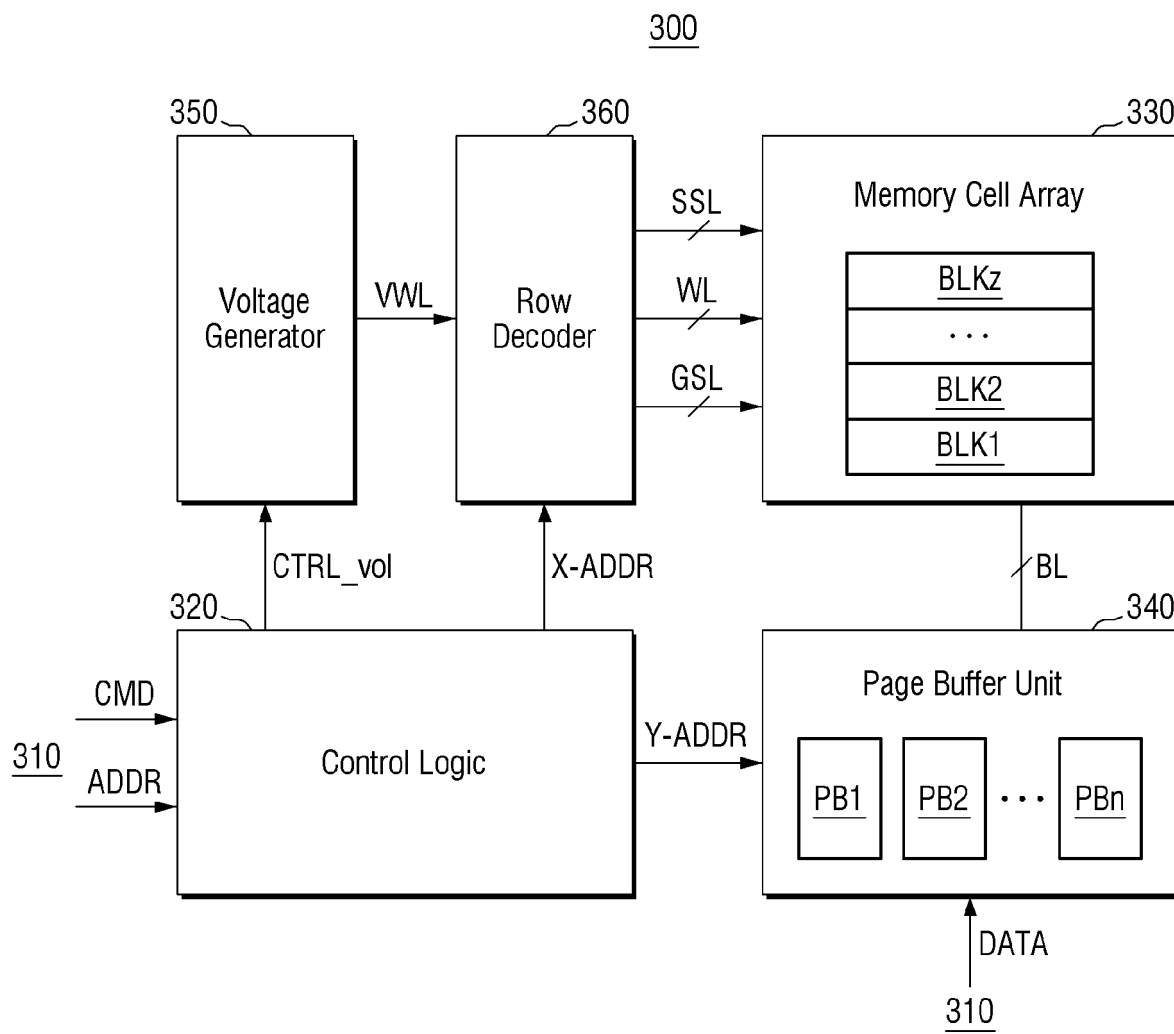 300
350
360
330
Voltage
Generator
VWL
Row
Decoder
SSL
WL
GSL
Memory Cell Array
BLKz
...
BLK2
BLK1
CTRL_vol
X-ADDR
BL
320
340
CMD
310
ADDR
Control Logic
Y-ADDR
Page Buffer Unit
PB1
PB2
...
PBn
DATA
310